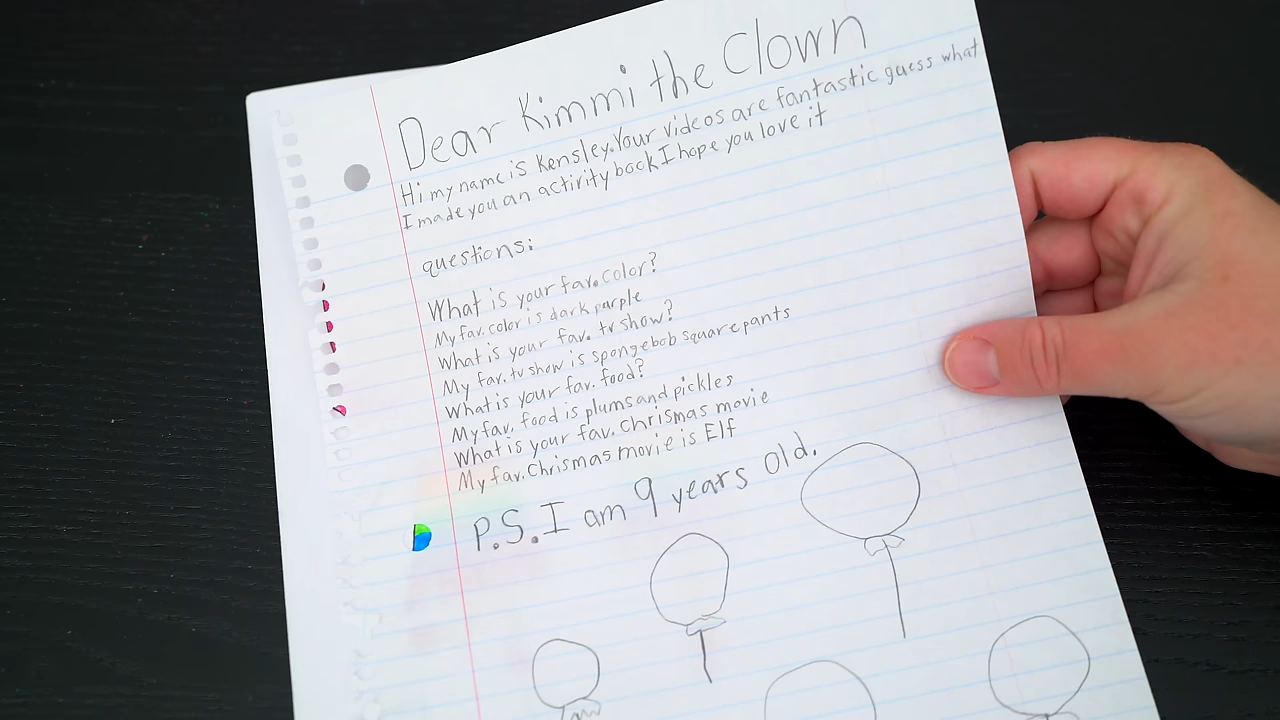 Dear Kimmi the Clown
Hi my name is Kensley. Your videos are fantastic guess what
I made you an activity book I hope you love it
questions:
What is your fav. color?
My fav. color is dark purple
What is your fav. tv show?
My fav. tv show is spongebob square pants
What is your fav. food?
My fav. food is plums and pickles
What is your fav. Chrismas movie
My fav. Chrismas movie is Elf
P.S. I am 9 years old.